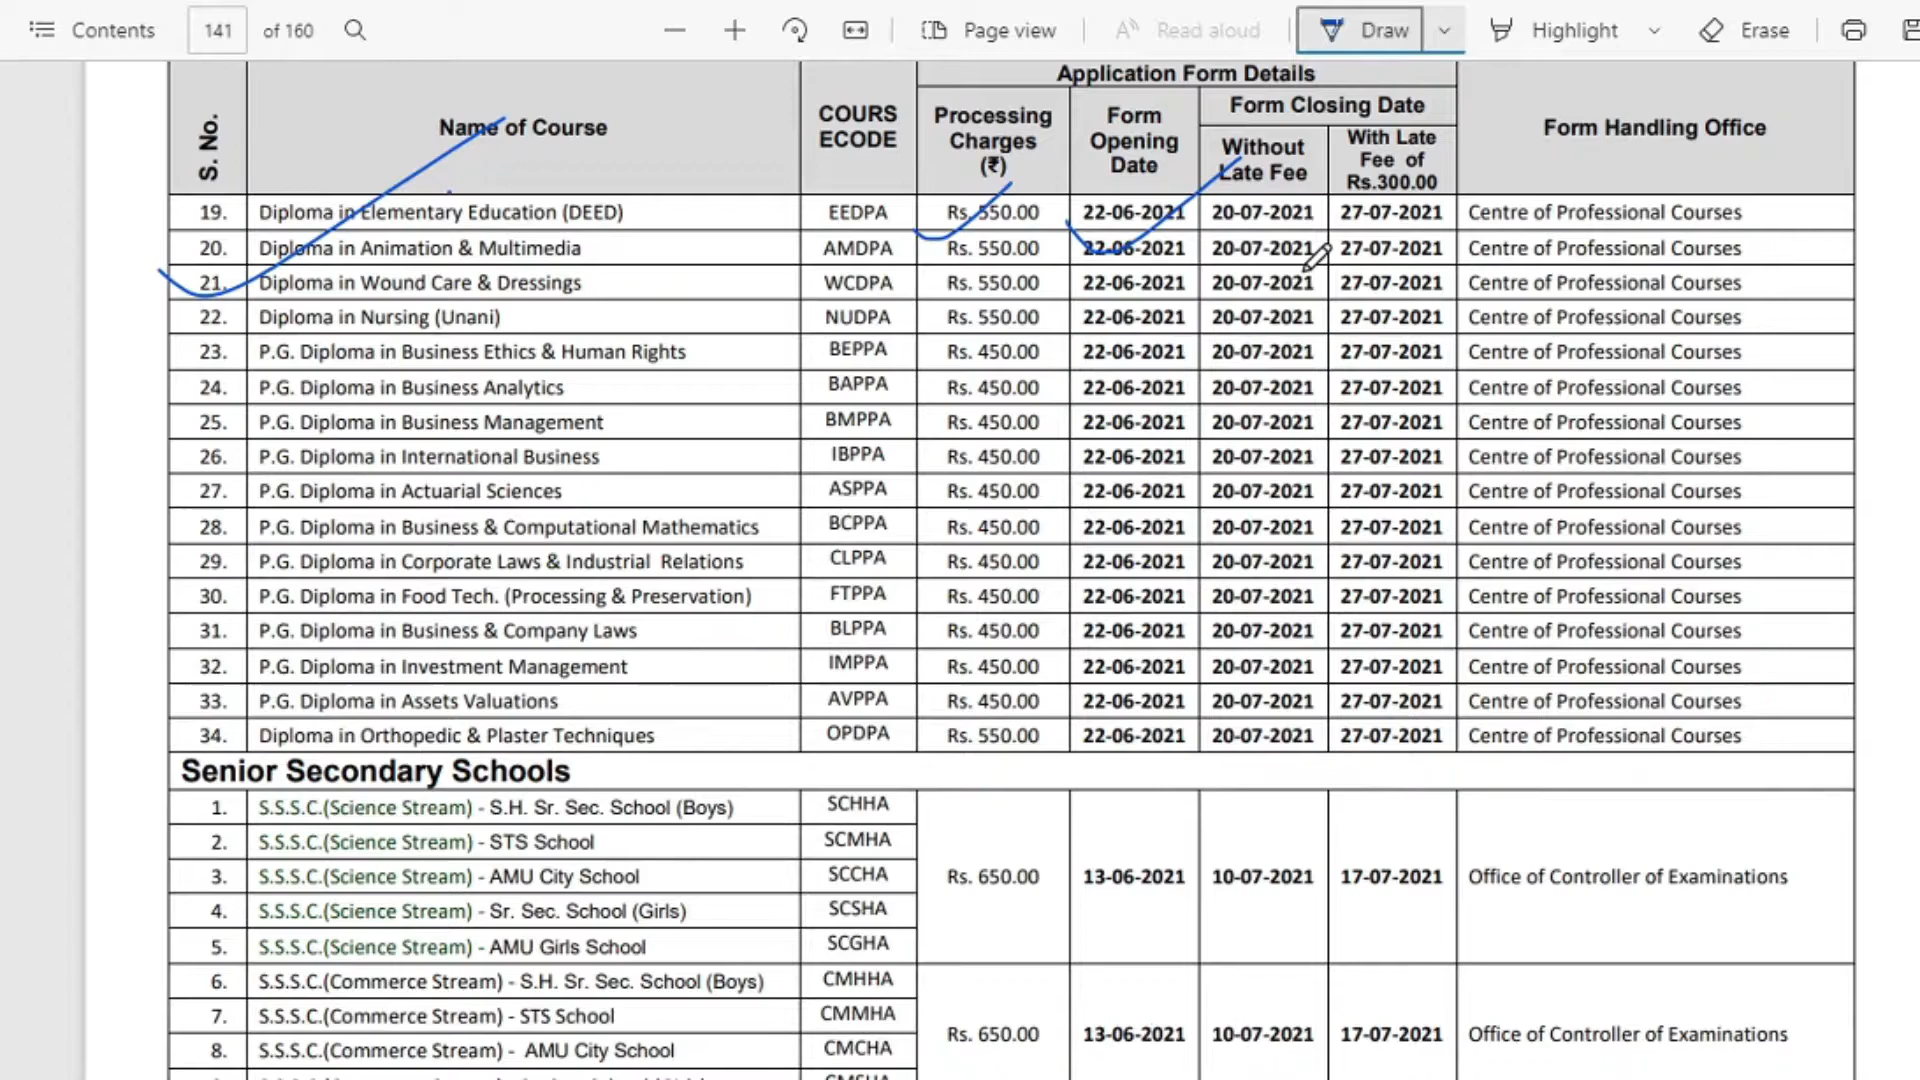 Contents 141 of 160 Page view Read aloud Draw Highlight Erase
S. No. Name of Course COURS ECODE Application Form Details Form Handling Office
Processing Charges (₹) Form Opening Date Form Closing Date
Without Late Fee With Late Fee of Rs.300.00
19. Diploma in Elementary Education (DEED) EEDPA Rs. 550.00 22-06-2021 20-07-2021 27-07-2021 Centre of Professional Courses
20. Diploma in Animation & Multimedia AMDPA Rs. 550.00 22-06-2021 20-07-2021 27-07-2021 Centre of Professional Courses
21. Diploma in Wound Care & Dressings WCDPA Rs. 550.00 22-06-2021 20-07-2021 27-07-2021 Centre of Professional Courses
22. Diploma in Nursing (Unani) NUDPA Rs. 550.00 22-06-2021 20-07-2021 27-07-2021 Centre of Professional Courses
23. P.G. Diploma in Business Ethics & Human Rights BEPPA Rs. 450.00 22-06-2021 20-07-2021 27-07-2021 Centre of Professional Courses
24. P.G. Diploma in Business Analytics BAPPA Rs. 450.00 22-06-2021 20-07-2021 27-07-2021 Centre of Professional Courses
25. P.G. Diploma in Business Management BMPPA Rs. 450.00 22-06-2021 20-07-2021 27-07-2021 Centre of Professional Courses
26. P.G. Diploma in International Business IBPPA Rs. 450.00 22-06-2021 20-07-2021 27-07-2021 Centre of Professional Courses
27. P.G. Diploma in Actuarial Sciences ASPPA Rs. 450.00 22-06-2021 20-07-2021 27-07-2021 Centre of Professional Courses
28. P.G. Diploma in Business & Computational Mathematics BCPPA Rs. 450.00 22-06-2021 20-07-2021 27-07-2021 Centre of Professional Courses
29. P.G. Diploma in Corporate Laws & Industrial Relations CLPPA Rs. 450.00 22-06-2021 20-07-2021 27-07-2021 Centre of Professional Courses
30. P.G. Diploma in Food Tech. (Processing & Preservation) FTPPA Rs. 450.00 22-06-2021 20-07-2021 27-07-2021 Centre of Professional Courses
31. P.G. Diploma in Business & Company Laws BLPPA Rs. 450.00 22-06-2021 20-07-2021 27-07-2021 Centre of Professional Courses
32. P.G. Diploma in Investment Management IMPPA Rs. 450.00 22-06-2021 20-07-2021 27-07-2021 Centre of Professional Courses
33. P.G. Diploma in Assets Valuations AVPPA Rs. 450.00 22-06-2021 20-07-2021 27-07-2021 Centre of Professional Courses
34. Diploma in Orthopedic & Plaster Techniques OPDPA Rs. 550.00 22-06-2021 20-07-2021 27-07-2021 Centre of Professional Courses
Senior Secondary Schools
1. S.S.S.C.(Science Stream) - S.H. Sr. Sec. School (Boys) SCHHA
2. S.S.S.C.(Science Stream) - STS School SCMHA
3. S.S.S.C.(Science Stream) - AMU City School SCCHA Rs. 650.00 13-06-2021 10-07-2021 17-07-2021 Office of Controller of Examinations
4. S.S.S.C.(Science Stream) - Sr. Sec. School (Girls) SCSHA
5. S.S.S.C.(Science Stream) - AMU Girls School SCGHA
6. S.S.S.C.(Commerce Stream) - S.H. Sr. Sec. School (Boys) CMHHA
7. S.S.S.C.(Commerce Stream) - STS School CMMHA Rs. 650.00 13-06-2021 10-07-2021 17-07-2021 Office of Controller of Examinations
8. S.S.S.C.(Commerce Stream) - AMU City School CMCHA